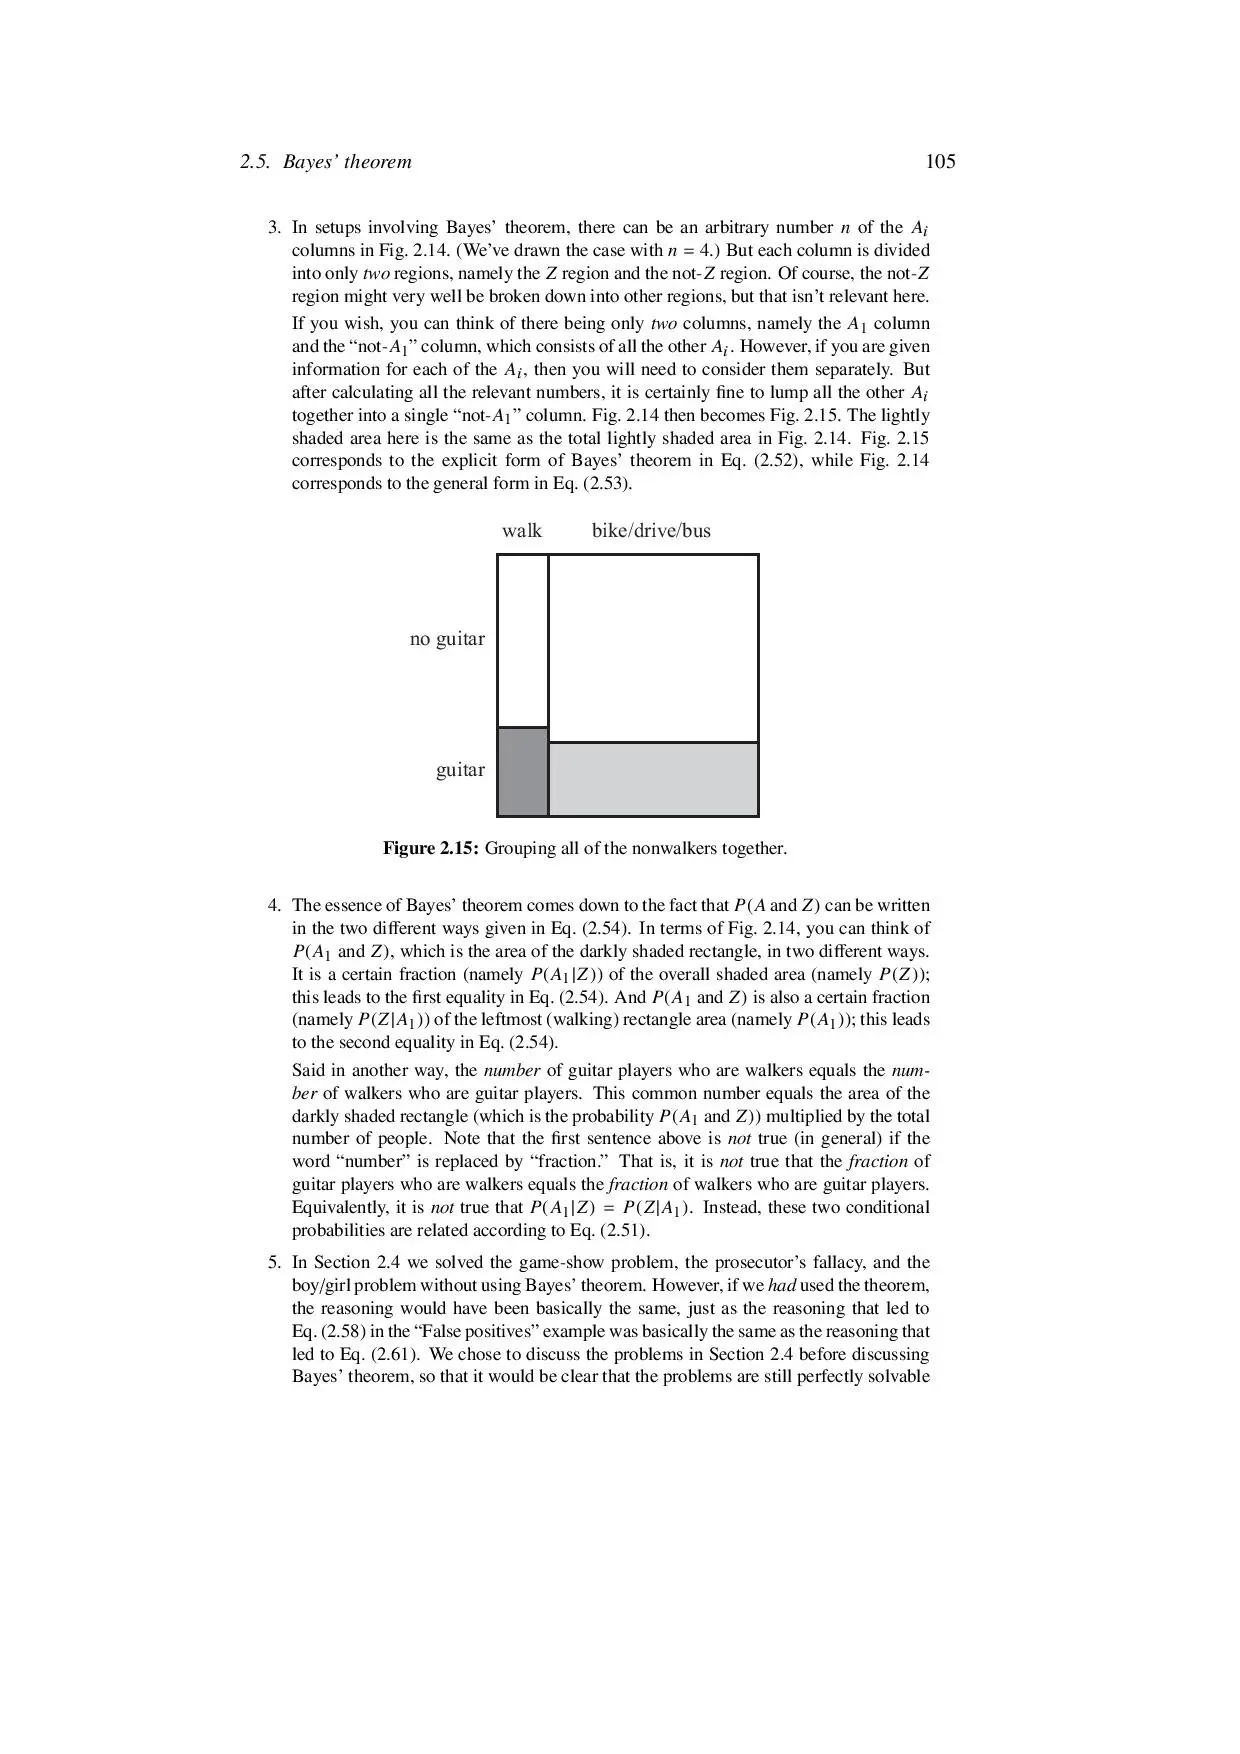 2.5. Bayes’ theorem 105
3. In setups involving Bayes’ theorem, there can be an arbitrary number n of the Ai
columns in Fig. 2.14. (We’ve drawn the case with n = 4.) But each column is divided
into only two regions, namely the Z region and the not-Z region. Of course, the not-Z
region might very well be broken down into other regions, but that isn’t relevant here.
If you wish, you can think of there being only two columns, namely the A1 column
and the “not-A1” column, which consists of all the other Ai. However, if you are given
information for each of the Ai, then you will need to consider them separately. But
after calculating all the relevant numbers, it is certainly fine to lump all the other Ai
together into a single “not-A1” column. Fig. 2.14 then becomes Fig. 2.15. The lightly
shaded area here is the same as the total lightly shaded area in Fig. 2.14. Fig. 2.15
corresponds to the explicit form of Bayes’ theorem in Eq. (2.52), while Fig. 2.14
corresponds to the general form in Eq. (2.53).
walk bike/drive/bus
no guitar
guitar
Figure 2.15: Grouping all of the nonwalkers together.
4. The essence of Bayes’ theorem comes down to the fact that P(A and Z) can be written
in the two different ways given in Eq. (2.54). In terms of Fig. 2.14, you can think of
P(A1 and Z), which is the area of the darkly shaded rectangle, in two different ways.
It is a certain fraction (namely P(A1|Z)) of the overall shaded area (namely P(Z));
this leads to the first equality in Eq. (2.54). And P(A1 and Z) is also a certain fraction
(namely P(Z|A1)) of the leftmost (walking) rectangle area (namely P(A1)); this leads
to the second equality in Eq. (2.54).
Said in another way, the number of guitar players who are walkers equals the num-
ber of walkers who are guitar players. This common number equals the area of the
darkly shaded rectangle (which is the probability P(A1 and Z)) multiplied by the total
number of people. Note that the first sentence above is not true (in general) if the
word “number” is replaced by “fraction.” That is, it is not true that the fraction of
guitar players who are walkers equals the fraction of walkers who are guitar players.
Equivalently, it is not true that P(A1|Z) = P(Z|A1). Instead, these two conditional
probabilities are related according to Eq. (2.51).
5. In Section 2.4 we solved the game-show problem, the prosecutor’s fallacy, and the
boy/girl problem without using Bayes’ theorem. However, if we had used the theorem,
the reasoning would have been basically the same, just as the reasoning that led to
Eq. (2.58) in the “False positives” example was basically the same as the reasoning that
led to Eq. (2.61). We chose to discuss the problems in Section 2.4 before discussing
Bayes’ theorem, so that it would be clear that the problems are still perfectly solvable